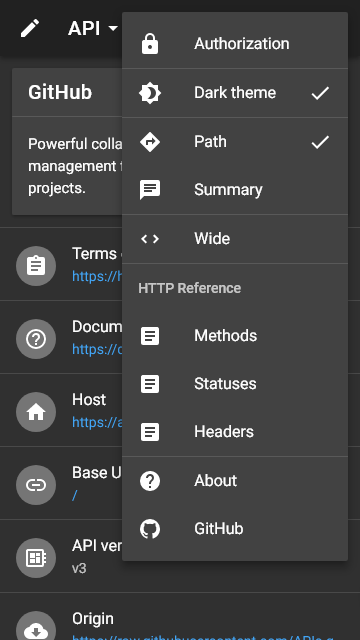 API
GitHub
Powerful colla
management f
projects.
Terms
https://h
Docum
https://d
Host
https://a
Base U
/
API ver
v3
Origin
Authorization
Dark theme
Path
Summary
Wide
HTTP Reference
Methods
Statuses
Headers
About
GitHub